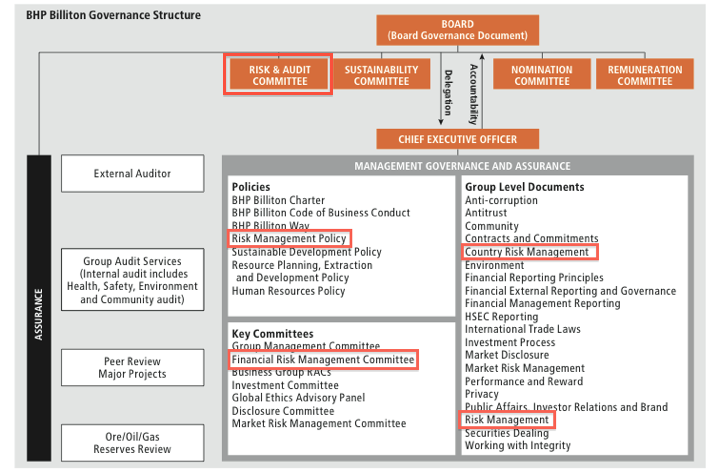 BHP Billiton Governance Structure
BOARD
(Board Governance Document)
RISK & AUDIT
COMMITTEE
SUSTAINABILITY
COMMITTEE
Delegation
Accountability
NOMINATION
COMMITTEE
REMUNERATION
COMMITTEE
CHIEF EXECUTIVE OFFICER
ASSURANCE
External Auditor
Group Audit Services
(Internal audit includes
Health, Safety, Environment
and Community audit)
Peer Review
Major Projects
Ore/Oil/Gas
Reserves Review
MANAGEMENT GOVERNANCE AND ASSURANCE
Policies
BHP Billiton Charter
BHP Billiton Code of Business Conduct
BHP Billiton Way
Risk Management Policy
Sustainable Development Policy
Resource Planning, Extraction
and Development Policy
Human Resources Policy
Key Committees
Group Management Committee
Financial Risk Management Committee
Business Group RACs
Investment Committee
Global Ethics Advisory Panel
Disclosure Committee
Market Risk Management Committee
Group Level Documents
Anti-corruption
Antitrust
Community
Contracts and Commitments
Country Risk Management
Environment
Financial Reporting Principles
Financial External Reporting and Governance
Financial Management Reporting
HSEC Reporting
International Trade Laws
Investment Process
Market Disclosure
Market Risk Management
Performance and Reward
Privacy
Public Affairs, Investor Relations and Brand
Risk Management
Securities Dealing
Working with Integrity